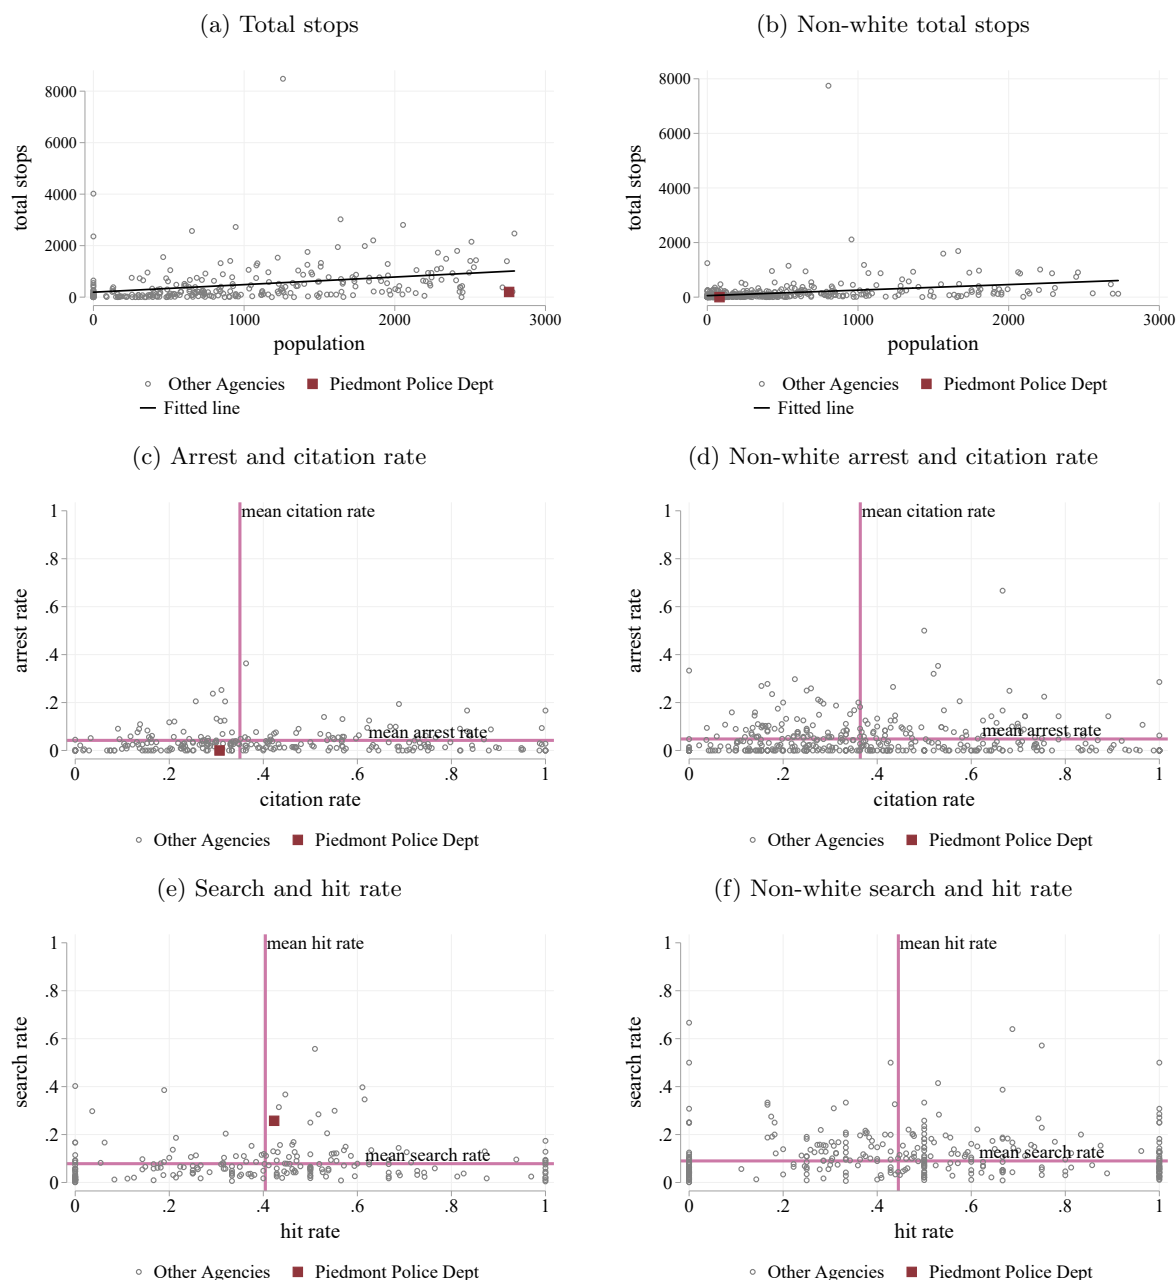 (a) Total stops
(b) Non-white total stops
8000
6000
4000
2000
0
total stops
0 1000 2000 3000
population
Other Agencies Piedmont Police Dept
Fitted line
8000
6000
4000
2000
0
total stops
0 1000 2000 3000
population
Other Agencies Piedmont Police Dept
Fitted line
(c) Arrest and citation rate
(d) Non-white arrest and citation rate
1
.8
.6
.4
.2
0
arrest rate
mean citation rate
mean arrest rate
0 .2 .4 .6 .8 1
citation rate
Other Agencies Piedmont Police Dept
1
.8
.6
.4
.2
0
arrest rate
mean citation rate
mean arrest rate
0 .2 .4 .6 .8 1
citation rate
Other Agencies Piedmont Police Dept
(e) Search and hit rate
(f) Non-white search and hit rate
1
.8
.6
.4
.2
0
search rate
mean hit rate
mean search rate
0 .2 .4 .6 .8 1
hit rate
Other Agencies Piedmont Police Dept
1
.8
.6
.4
.2
0
search rate
mean hit rate
mean search rate
0 .2 .4 .6 .8 1
hit rate
Other Agencies Piedmont Police Dept